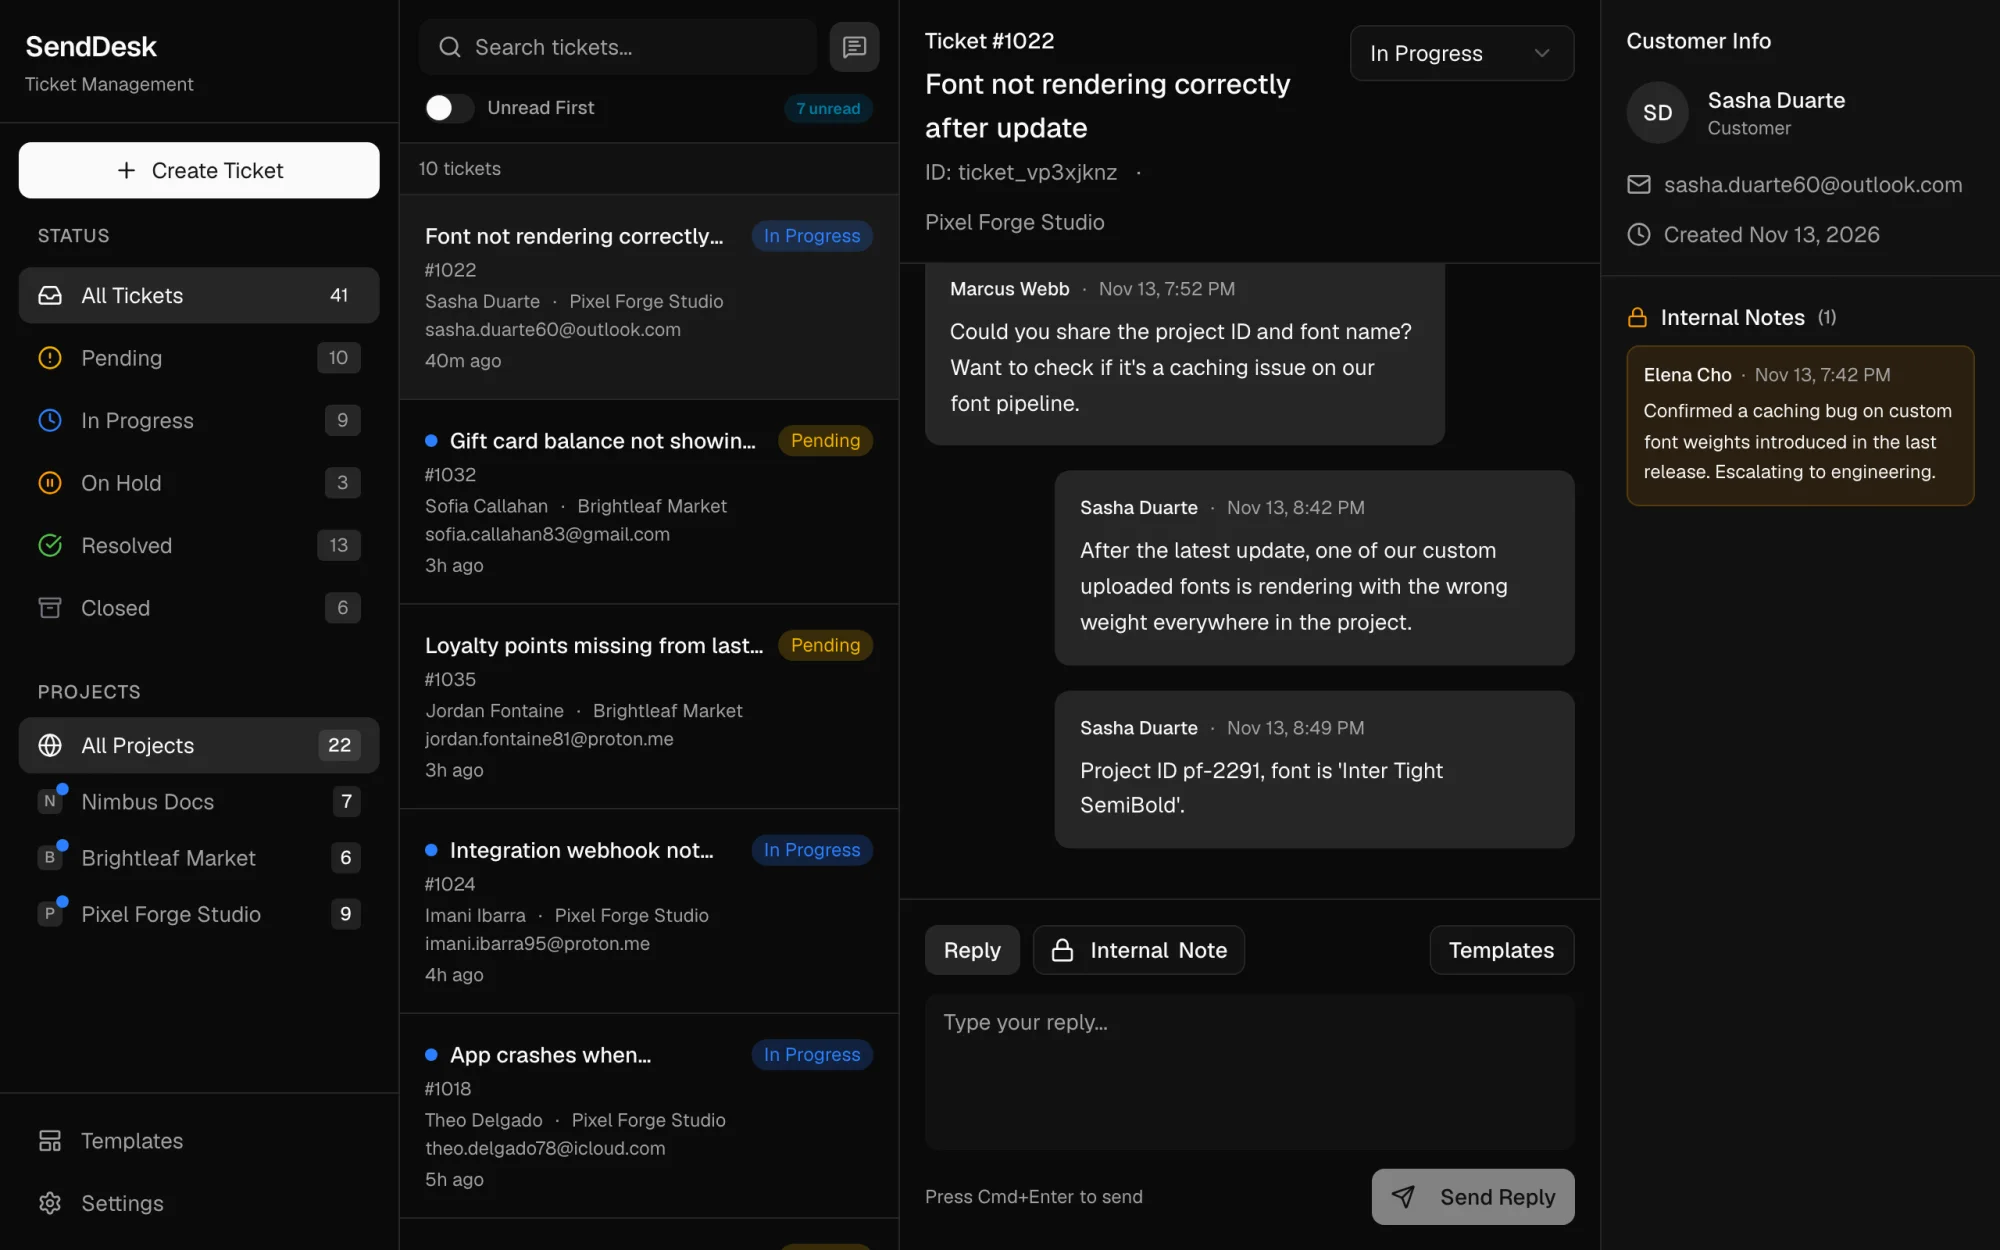 SendDesk
Ticket Management
Create Ticket
STATUS
All Tickets 41
Pending 10
In Progress 9
On Hold 3
Resolved 13
Closed 6
PROJECTS
All Projects 22
N Nimbus Docs 7
B Brightleaf Market 6
P Pixel Forge Studio 9
Templates
Settings
Search tickets...
Unread First 7 unread
10 tickets
Font not rendering correctly... In Progress
#1022
Sasha Duarte · Pixel Forge Studio
sasha.duarte60@outlook.com
40m ago
Gift card balance not showin... Pending
#1032
Sofia Callahan · Brightleaf Market
sofia.callahan83@gmail.com
3h ago
Loyalty points missing from last... Pending
#1035
Jordan Fontaine · Brightleaf Market
jordan.fontaine81@proton.me
3h ago
Integration webhook not... In Progress
#1024
Imani Ibarra · Pixel Forge Studio
imani.ibarra95@proton.me
4h ago
App crashes when... In Progress
#1018
Theo Delgado · Pixel Forge Studio
theo.delgado78@icloud.com
5h ago
Ticket #1022
Font not rendering correctly
after update
In Progress
ID: ticket_vp3xjknz ·
Pixel Forge Studio
Marcus Webb · Nov 13, 7:52 PM
Could you share the project ID and font name?
Want to check if it's a caching issue on our
font pipeline.
Sasha Duarte · Nov 13, 8:42 PM
After the latest update, one of our custom
uploaded fonts is rendering with the wrong
weight everywhere in the project.
Sasha Duarte · Nov 13, 8:49 PM
Project ID pf-2291, font is 'Inter Tight
SemiBold'.
Reply Internal Note Templates
Type your reply...
Press Cmd+Enter to send Send Reply
Customer Info
SD Sasha Duarte
Customer
sasha.duarte60@outlook.com
Created Nov 13, 2026
Internal Notes (1)
Elena Cho · Nov 13, 7:42 PM
Confirmed a caching bug on custom
font weights introduced in the last
release. Escalating to engineering.